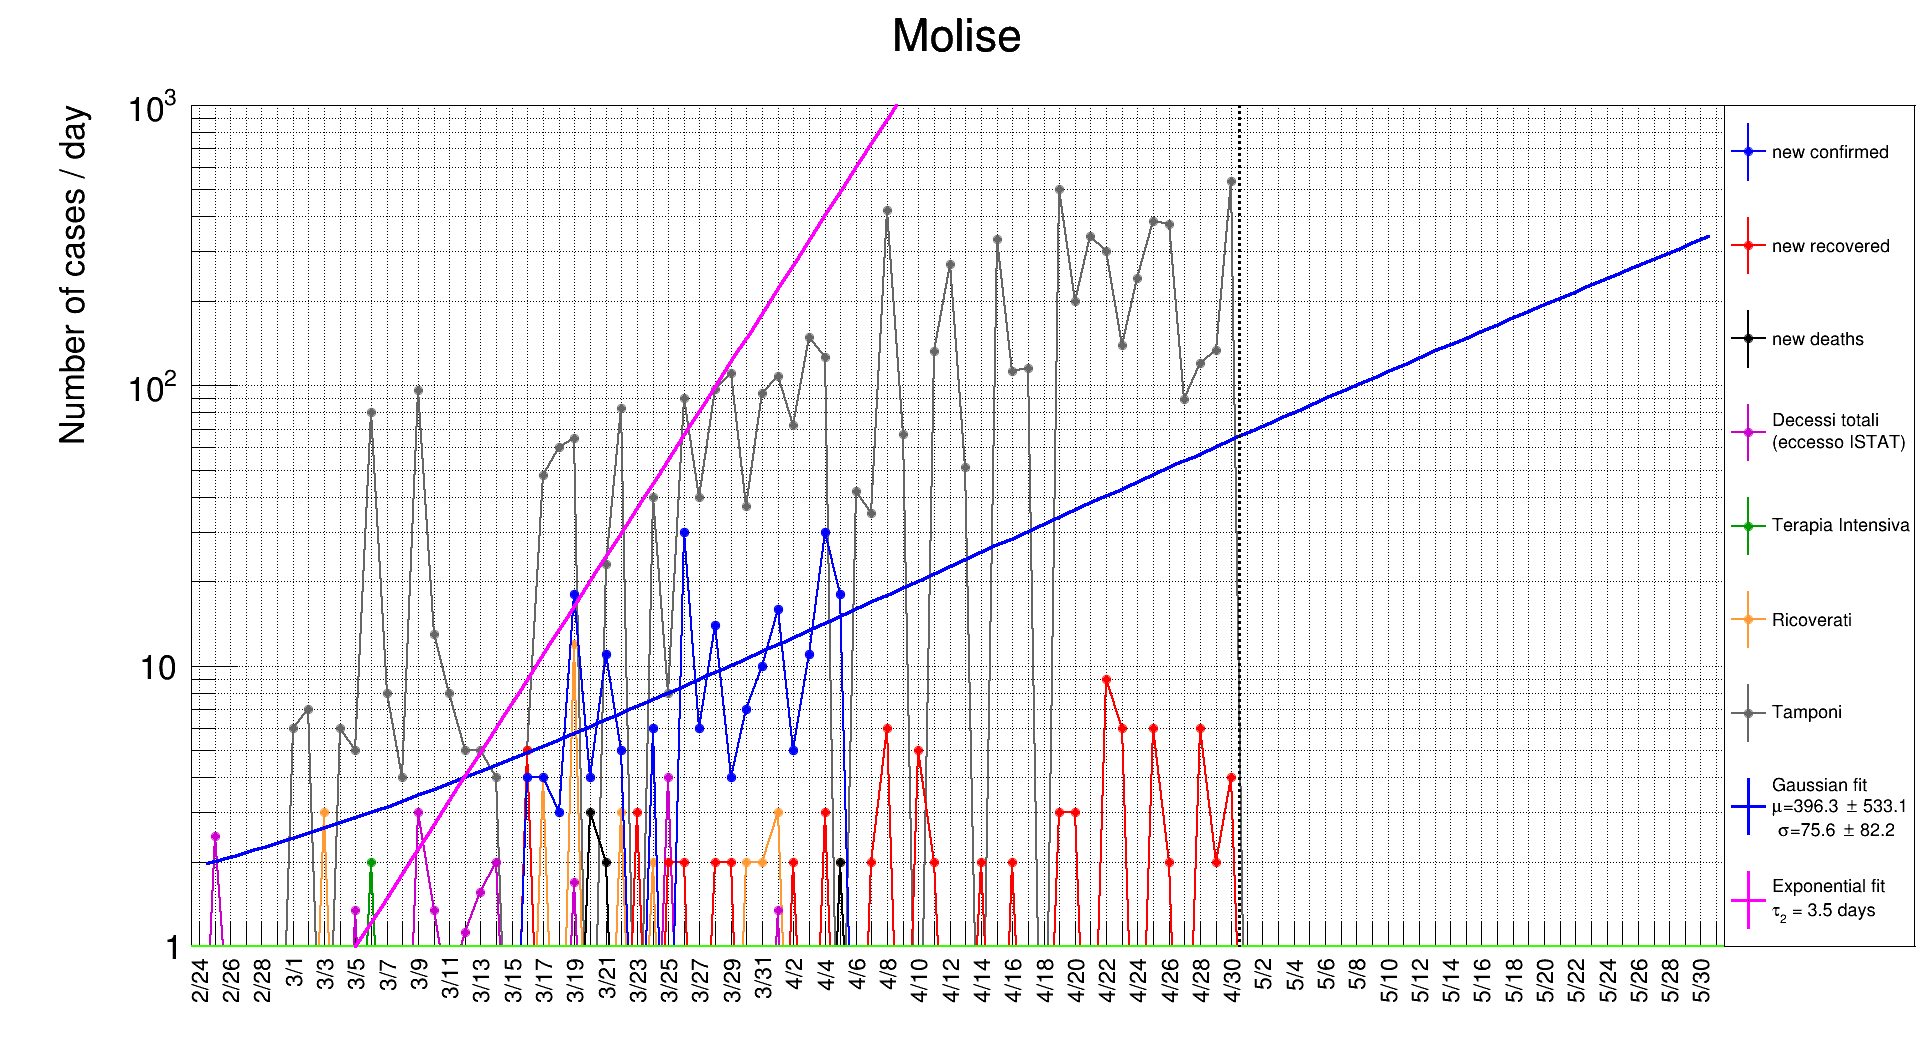 Molise
Number of cases / day
10³
10²
10
1
2/24 2/26 2/28 3/1 3/3 3/5 3/7 3/9 3/11 3/13 3/15 3/17 3/19 3/21 3/23 3/25 3/27 3/29 3/31 4/2 4/4 4/6 4/8 4/10 4/12 4/14 4/16 4/18 4/20 4/22 4/24 4/26 4/28 4/30 5/2 5/4 5/6 5/8 5/10 5/12 5/14 5/16 5/18 5/20 5/22 5/24 5/26 5/28 5/30
new confirmed
new recovered
new deaths
Decessi totali
(eccesso ISTAT)
Terapia Intensiva
Ricoverati
Tamponi
Gaussian fit
μ=396.3 ± 533.1
σ=75.6 ± 82.2
Exponential fit
τ₂ = 3.5 days